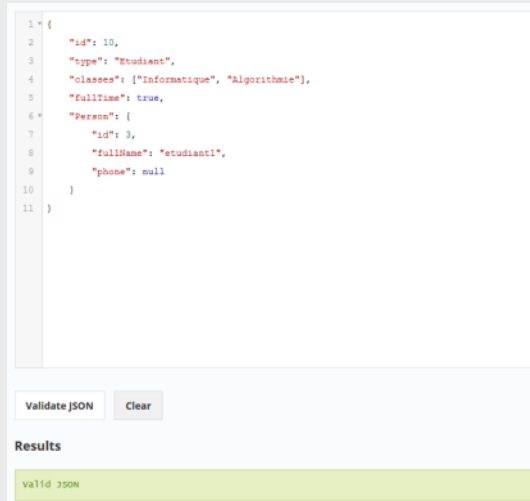 1 {
2 "id": 10,
3 "type": "Etudiant",
4 "classes": ["Informatique", "Algorithmie"],
5 "fullTime": true,
6 "Person": {
7 "id": 3,
8 "fullName": "etudiant1",
9 "phone": null
10 }
11 }
Validate JSON Clear
Results
Valid JSON